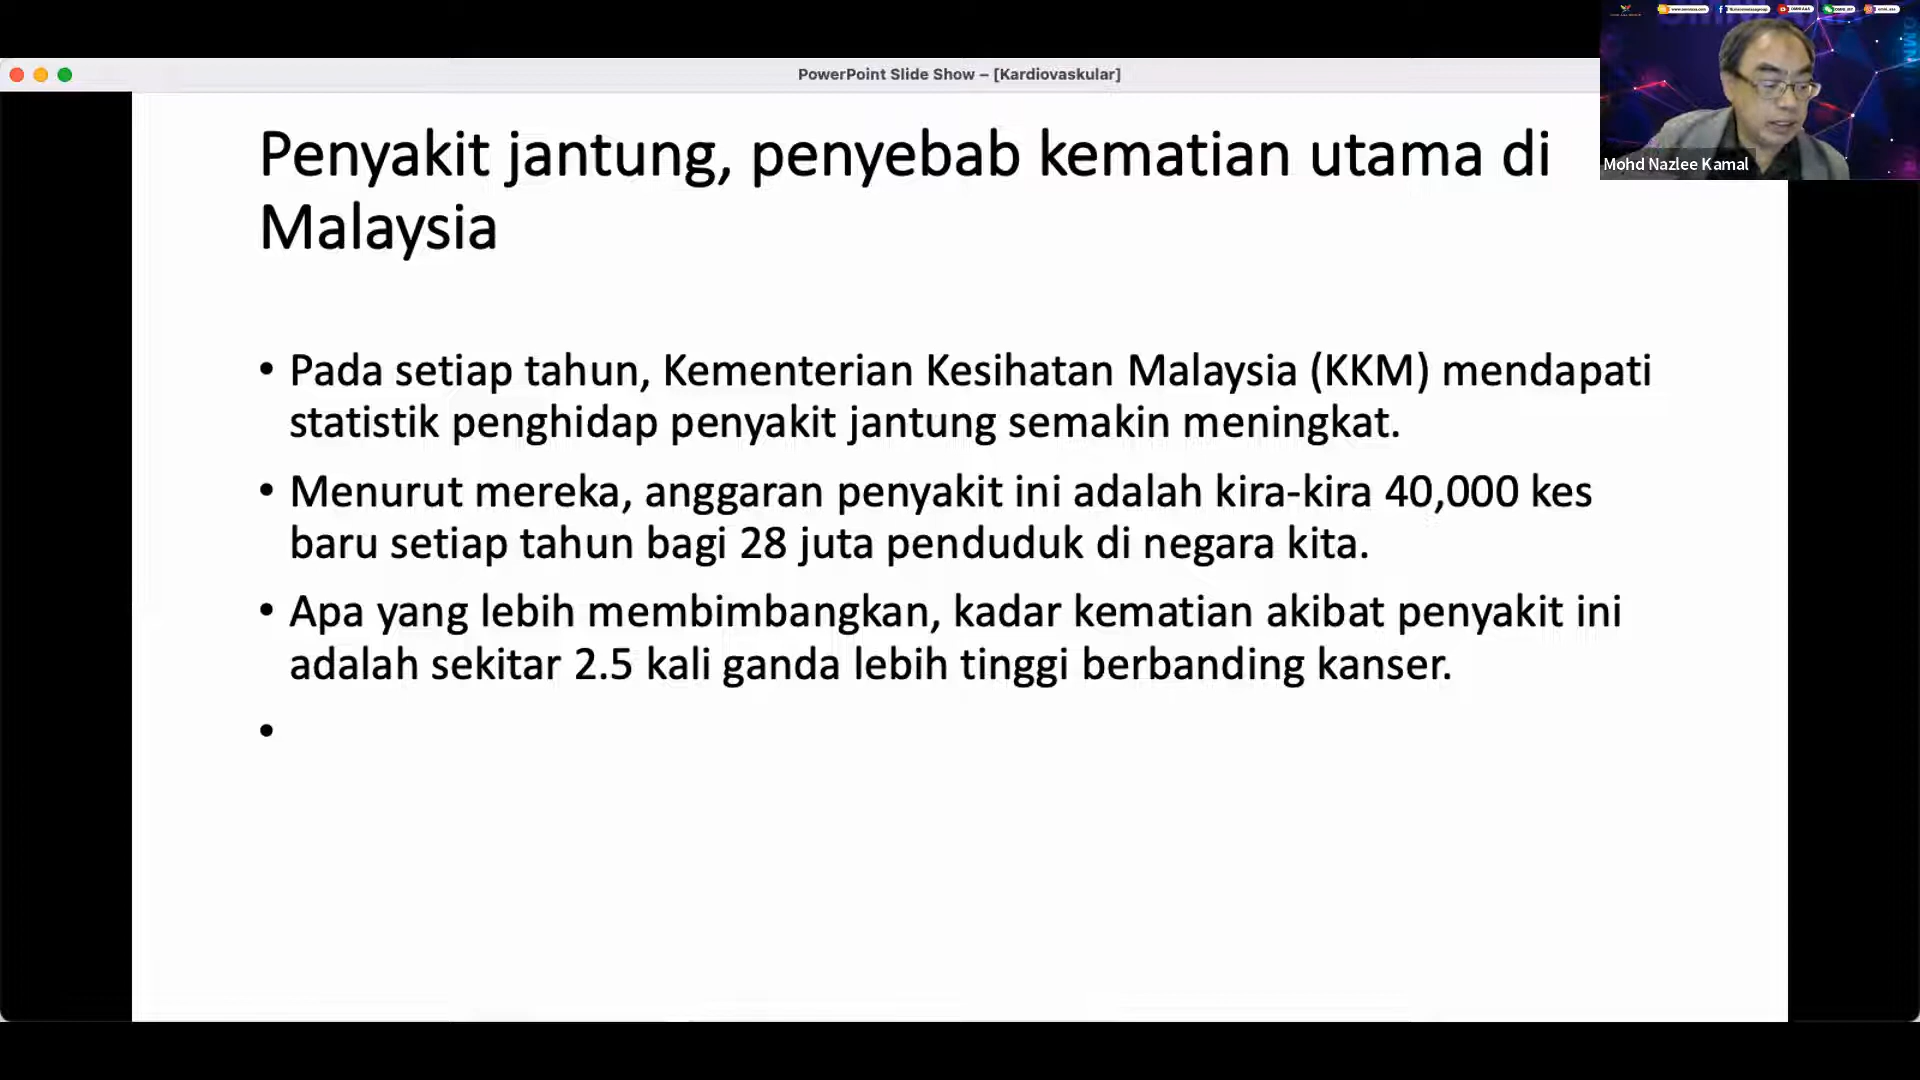 PowerPoint Slide Show – [Kardiovaskular]
Penyakit jantung, penyebab kematian utama di
Malaysia
• Pada setiap tahun, Kementerian Kesihatan Malaysia (KKM) mendapati
statistik penghidap penyakit jantung semakin meningkat.
• Menurut mereka, anggaran penyakit ini adalah kira-kira 40,000 kes
baru setiap tahun bagi 28 juta penduduk di negara kita.
• Apa yang lebih membimbangkan, kadar kematian akibat penyakit ini
adalah sekitar 2.5 kali ganda lebih tinggi berbanding kanser.
•
Mohd Nazlee Kamal